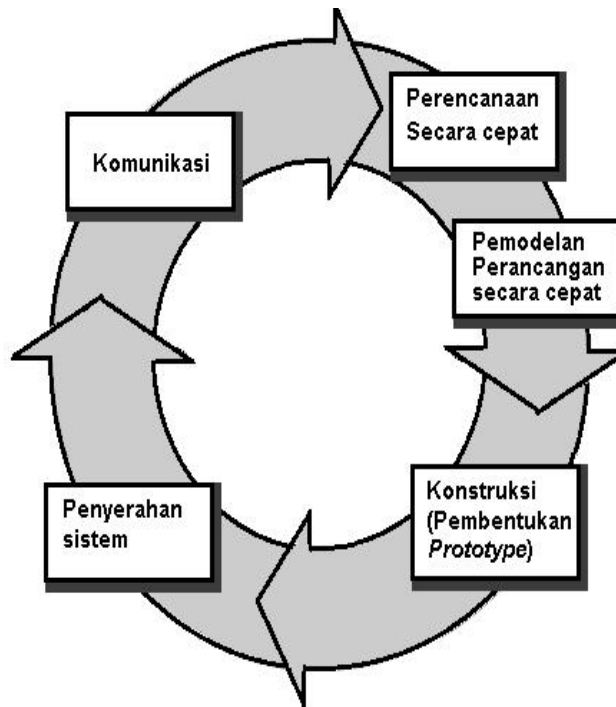 Komunikasi
Perencanaan
Secara cepat
Pemodelan
Perancangan
secara cepat
Konstruksi
(Pembentukan
Prototype)
Penyerahan
sistem